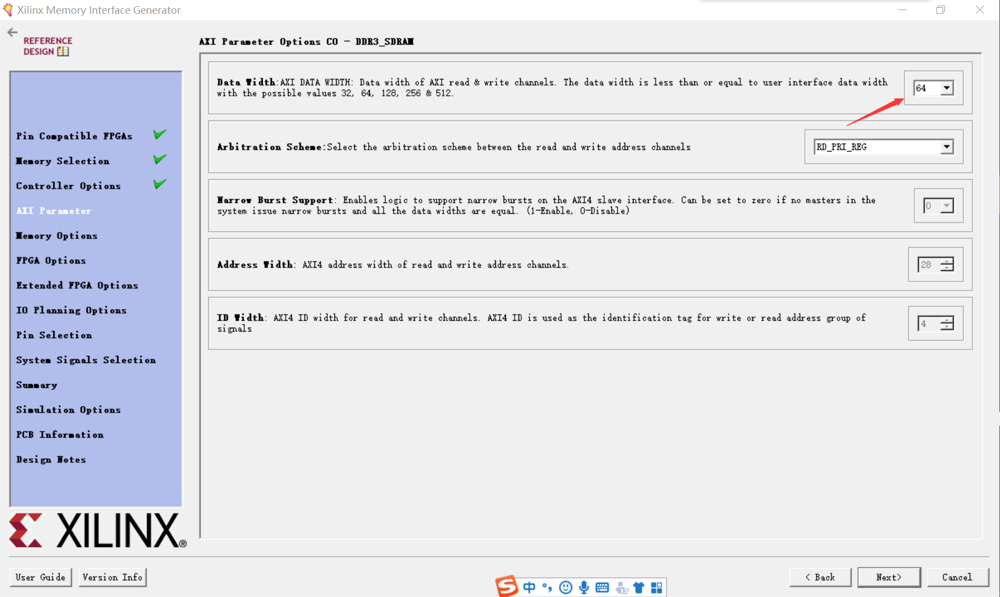 Xilinx Memory Interface Generator
REFERENCE
DESIGN
AXI Parameter Options C0 - DDR3_SDRAM
Pin Compatible FPGAs
Memory Selection
Controller Options
AXI Parameter
Memory Options
FPGA Options
Extended FPGA Options
IO Planning Options
Pin Selection
System Signals Selection
Summary
Simulation Options
PCB Information
Design Notes
Data Width:AXI DATA WIDTH: Data width of AXI read & write channels. The data width is less than or equal to user interface data width
with the possible values 32, 64, 128, 256 & 512.
64
Arbitration Scheme:Select the arbitration scheme between the read and write address channels
RD_PRI_REG
Narrow Burst Support: Enables logic to support narrow bursts on the AXI4 slave interface. Can be set to zero if no masters in the
system issue narrow bursts and all the data widths are equal. (1-Enable, 0-Disable)
0
Address Width: AXI4 address width of read and write address channels.
28
ID Width: AXI4 ID width for read and write channels. AXI4 ID is used as the identification tag for write or read address group of
signals
4
XILINX®
User Guide
Version Info
S 中 17
< Back
Next>
Cancel